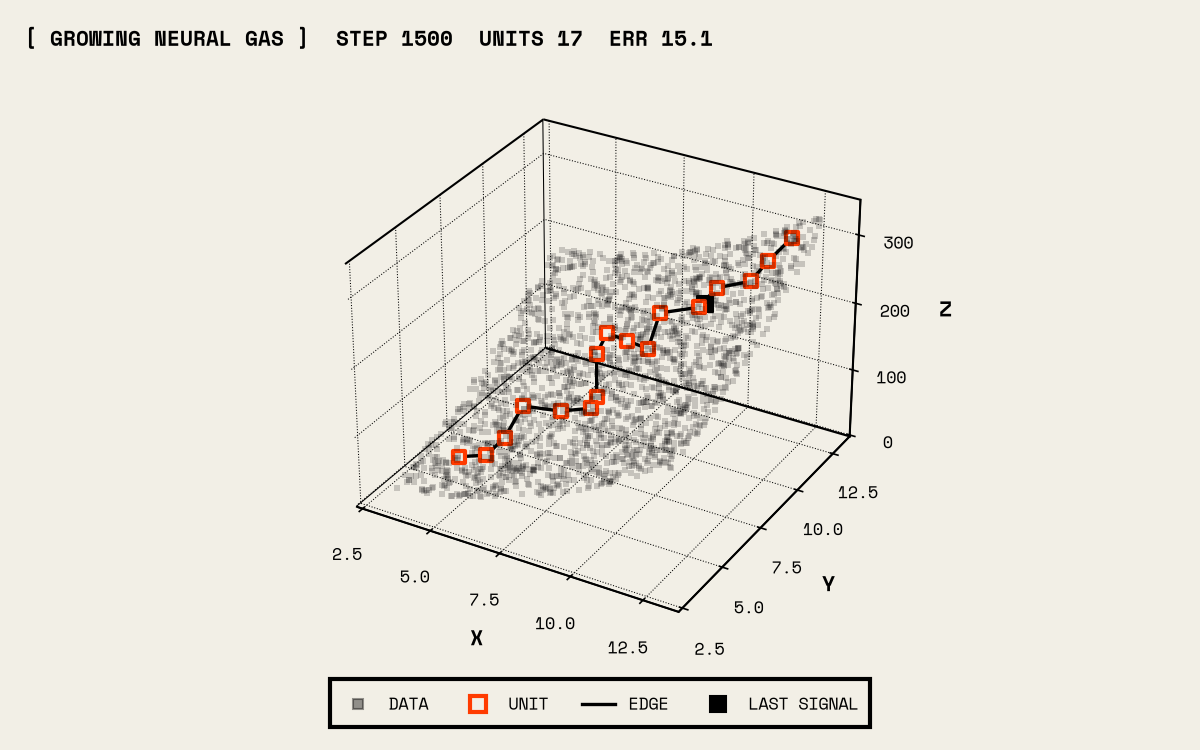 [ GROWING NEURAL GAS ]  STEP 1500  UNITS 17  ERR 15.1
300
200
Z
100
0
12.5
10.0
7.5
Y
5.0
2.5
2.5
5.0
7.5
10.0
12.5
X
DATA  UNIT  EDGE  LAST SIGNAL